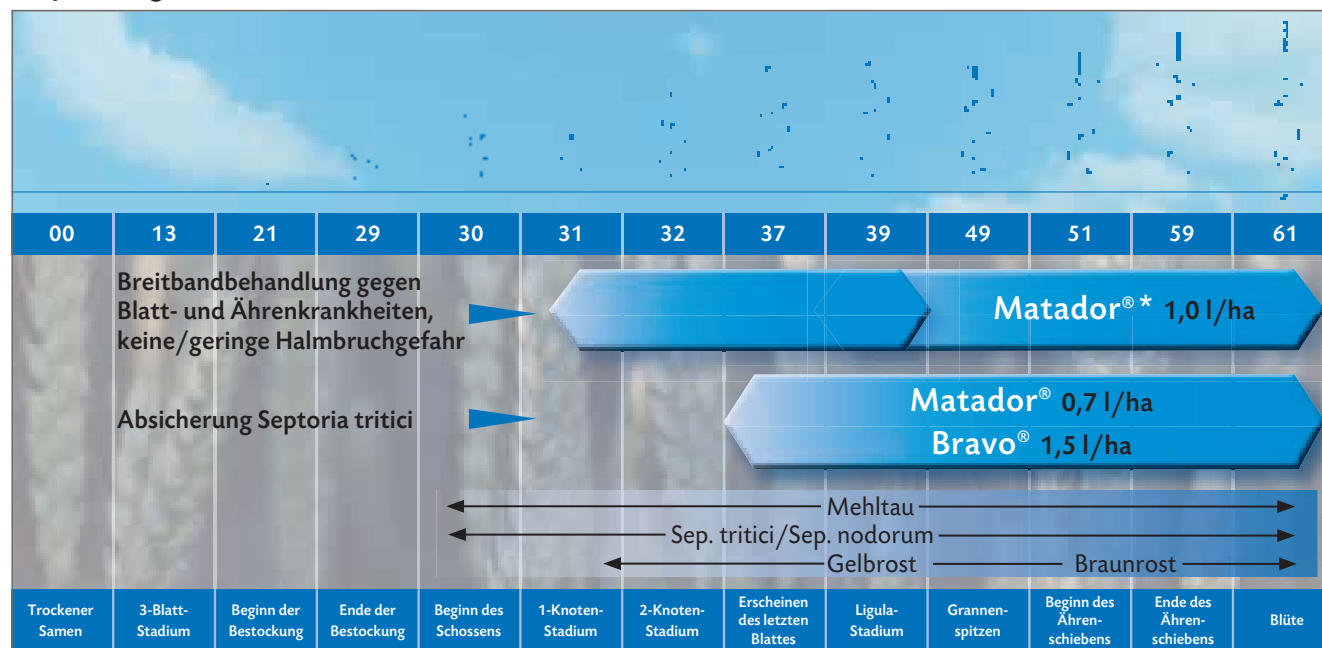 00 13 21 29 30 31 32 37 39 49 51 59 61
Breitbandbehandlung gegen
Blatt- und Ährenkrankheiten,
keine/geringe Halmbruchgefahr
Matador®* 1,0 l/ha
Absicherung Septoria tritici
Matador® 0,7 l/ha
Bravo® 1,5 l/ha
Mehltau
Sep. tritici/Sep. nodorum
Gelbrost Braunrost
Trockener
Samen
3-Blatt-
Stadium
Beginn der
Bestockung
Ende der
Bestockung
Beginn des
Schossens
1-Knoten-
Stadium
2-Knoten-
Stadium
Erscheinen
des letzten
Blattes
Ligula-
Stadium
Grannen-
spitzen
Beginn des
Ähren-
schiebens
Ende des
Ähren-
schiebens
Blüte